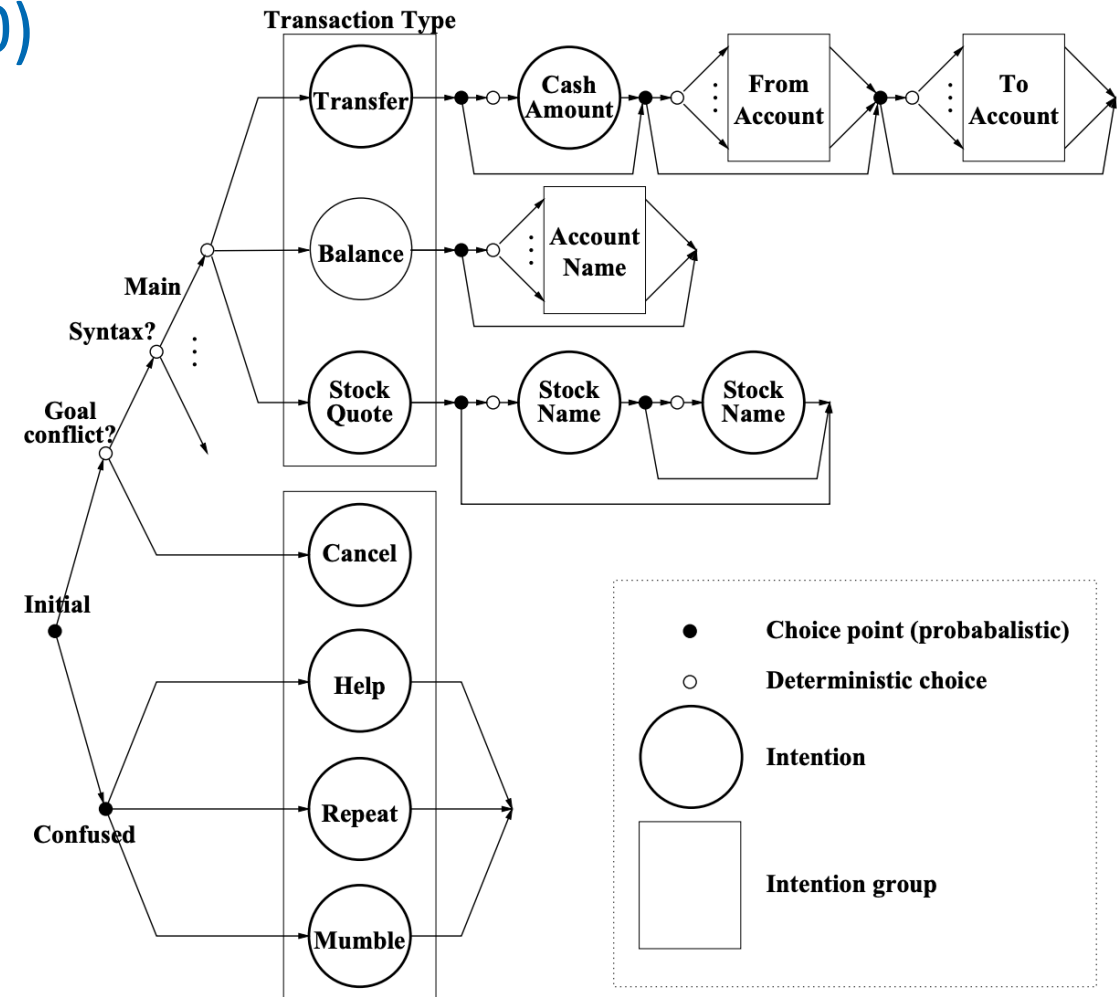 0)
Transaction Type
Transfer
Cash
Amount
From
Account
To
Account
Balance
Account
Name
Main
Syntax?
Stock
Quote
Stock
Name
Stock
Name
Goal
conflict?
Cancel
Initial
Help
Repeat
Confused
Mumble
Choice point (probabalistic)
Deterministic choice
Intention
Intention group